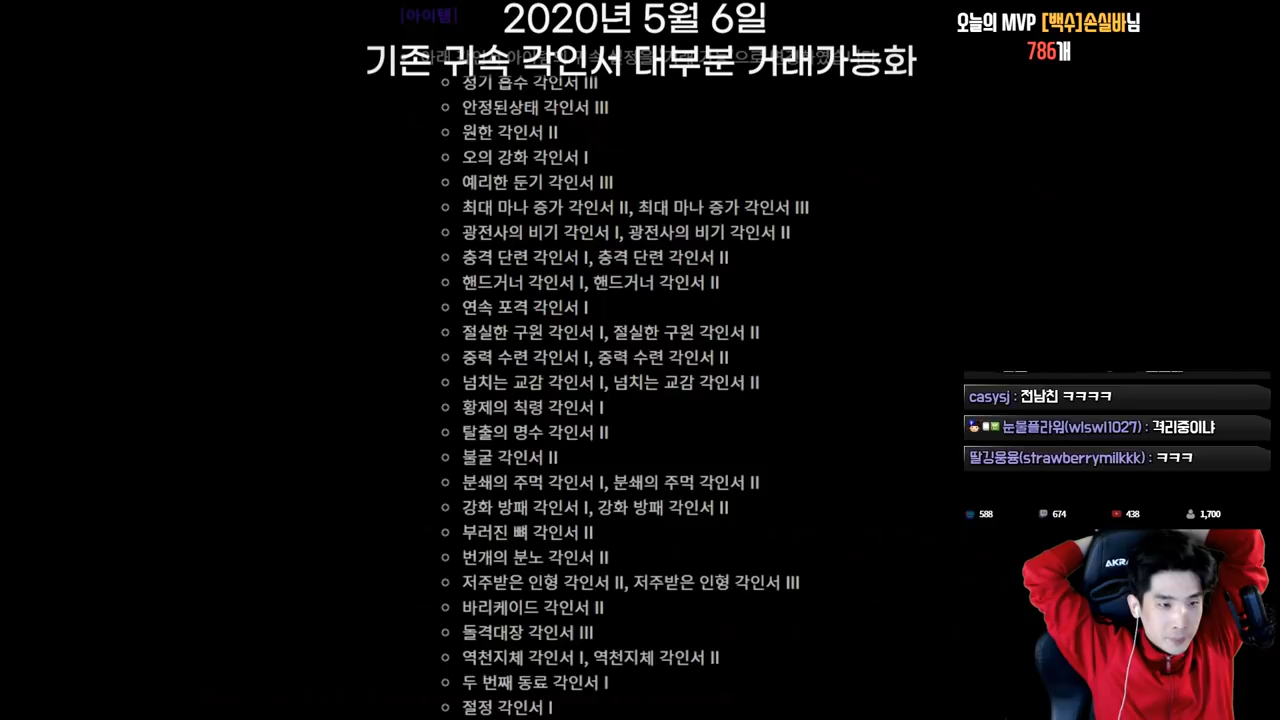 [아이템]
2020년 5월 6일
기존 귀속 각인서 대부분 거래가능화
정기 흡수 각인서 III
안정된상태 각인서 III
원한 각인서 II
오의 강화 각인서 I
예리한 둔기 각인서 III
최대 마나 증가 각인서 II, 최대 마나 증가 각인서 III
광전사의 비기 각인서 I, 광전사의 비기 각인서 II
충격 단련 각인서 I, 충격 단련 각인서 II
핸드거너 각인서 I, 핸드거너 각인서 II
연속 포격 각인서 I
절실한 구원 각인서 I, 절실한 구원 각인서 II
중력 수련 각인서 I, 중력 수련 각인서 II
넘치는 교감 각인서 I, 넘치는 교감 각인서 II
황제의 칙령 각인서 I
탈출의 명수 각인서 II
불굴 각인서 II
분쇄의 주먹 각인서 I, 분쇄의 주먹 각인서 II
강화 방패 각인서 I, 강화 방패 각인서 II
부러진 뼈 각인서 II
번개의 분노 각인서 II
저주받은 인형 각인서 II, 저주받은 인형 각인서 III
바리케이드 각인서 II
돌격대장 각인서 III
역천지체 각인서 I, 역천지체 각인서 II
두 번째 동료 각인서 I
절정 각인서 I
오늘의 MVP [백수]손실바님
786개
casysj : 전남친 ㅋㅋㅋㅋ
눈물플라워(wlswl1027) : 격리중이냐
딸깅뭉융(strawberrymilkkk) : ㅋㅋㅋ
588 674 438 1,700
AKRA